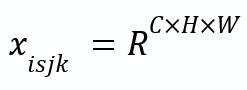 x_{isjk} = R^{C×H×W}